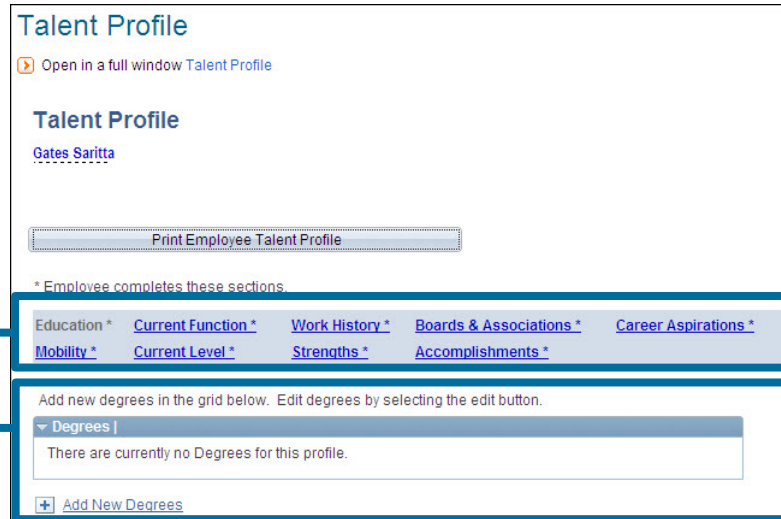 Talent Profile
Open in a full window Talent Profile
Talent Profile
Gates Saritta
Print Employee Talent Profile
* Employee completes these sections.
Education * Current Function * Work History * Boards & Associations * Career Aspirations *
Mobility * Current Level * Strengths * Accomplishments *
Add new degrees in the grid below. Edit degrees by selecting the edit button.
Degrees |
There are currently no Degrees for this profile.
Add New Degrees